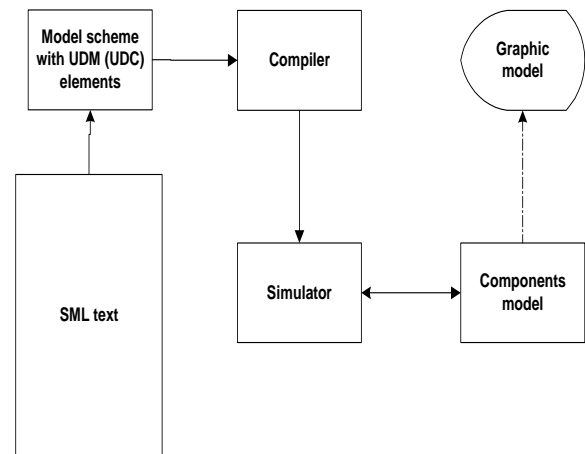 Model scheme
with UDM (UDC)
elements
Compiler
Graphic
model
SML text
Simulator
Components
model